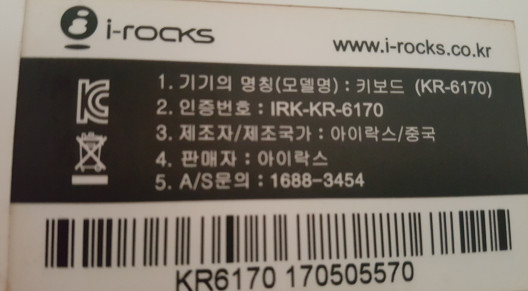 i-rocks
www.i-rocks.co.kr
1. 기기의 명칭(모델명) : 키보드 (KR-6170)
2. 인증번호 : IRK-KR-6170
3. 제조자/제조국가 : 아이락스/중국
4. 판매자 : 아이락스
5. A/S문의 : 1688-3454
KR6170 170505570